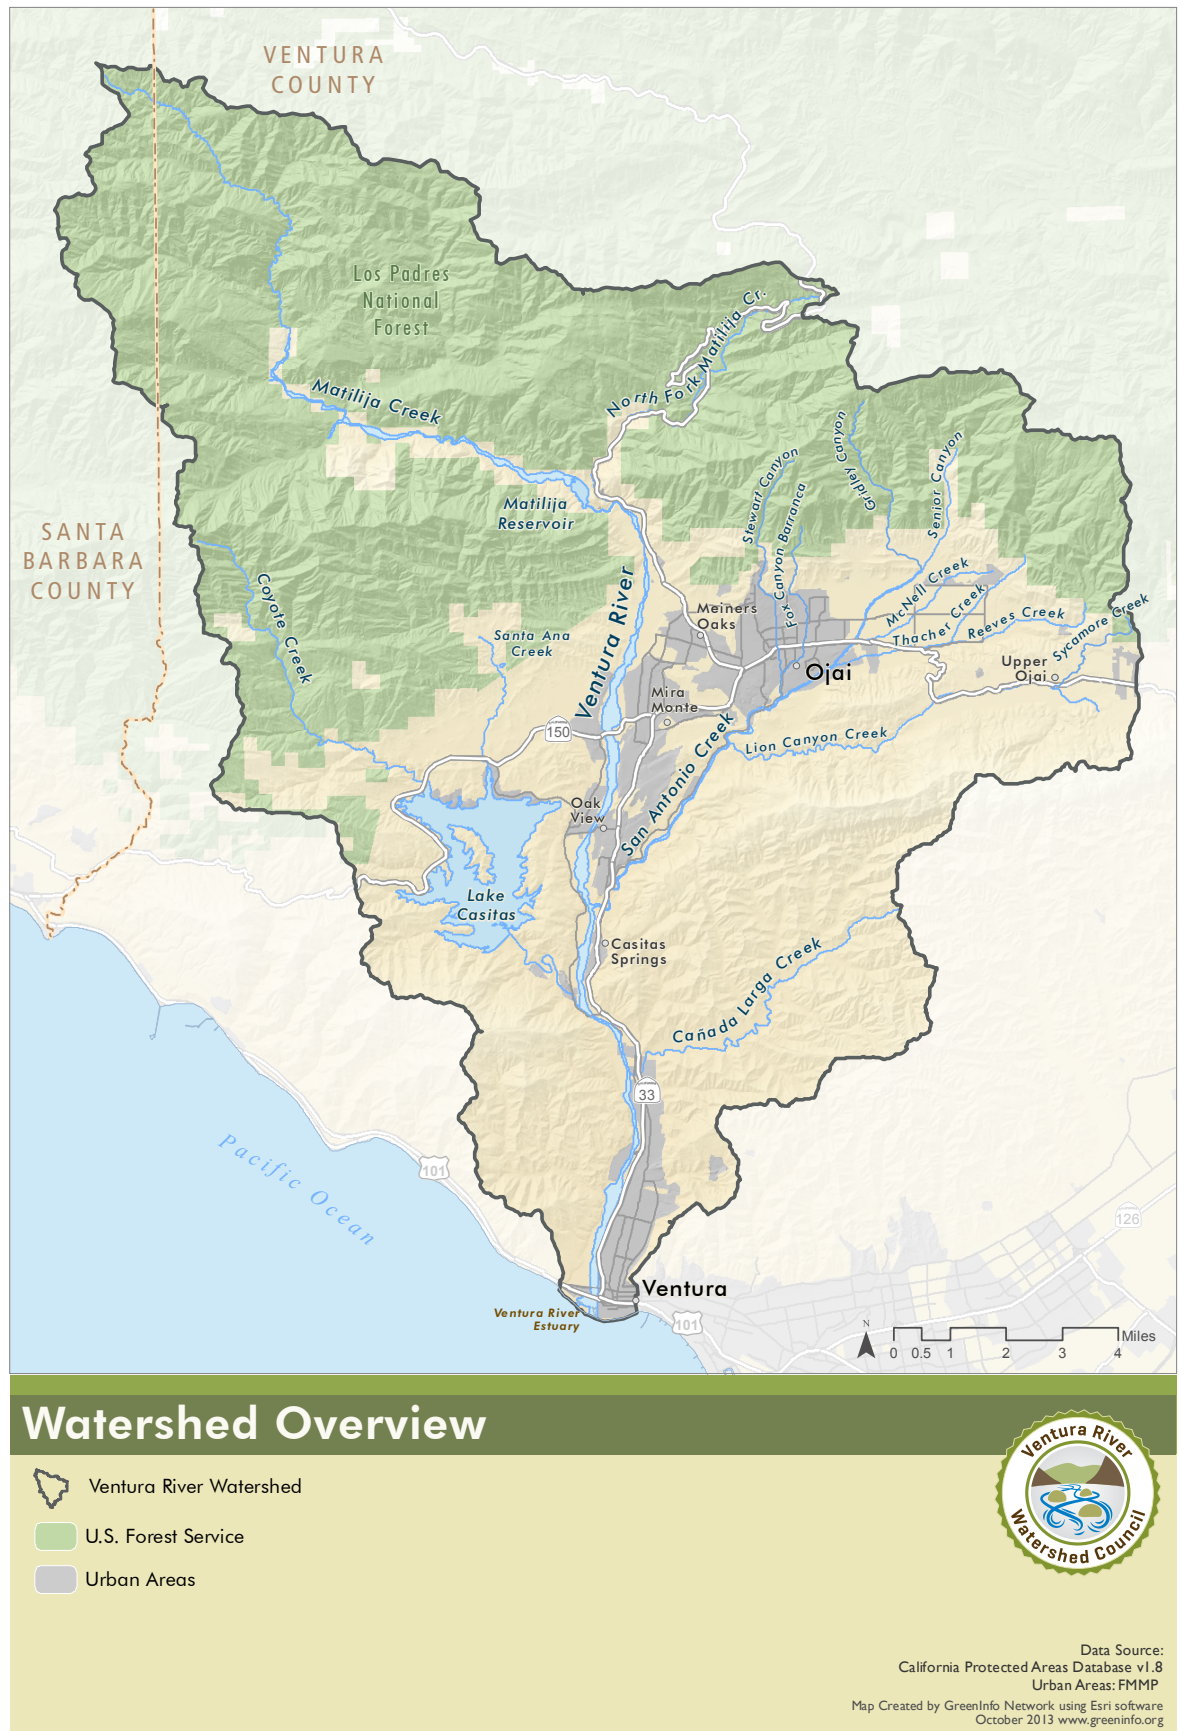 VENTURA
COUNTY
Los Padres
National
Forest
North Fork Matilija Cr.
Matilija Creek
Matilija
Reservoir
SANTA
BARBARA
COUNTY
Stewart Canyon
Fox Canyon Barranca
Gridley Canyon
Senior Canyon
Coyote Creek
Santa Ana
Creek
Ventura River
Meiners
Oaks
McNell Creek
Thacher Creek
Reeves Creek
Sycamore Creek
Ojai
Upper
Ojai
Mira
Monte
150
Lion Canyon Creek
San Antonio Creek
Oak
View
Lake
Casitas
Casitas
Springs
Cañada Larga Creek
33
Pacific Ocean
101
126
Ventura
Ventura River
Estuary
101
N
0 0.5 1 2 3 4 Miles
Watershed Overview
Ventura River Watershed
U.S. Forest Service
Urban Areas
Ventura River
Watershed Council
Data Source:
California Protected Areas Database v1.8
Urban Areas: FMMP
Map Created by GreenInfo Network using Esri software
October 2013 www.greeninfo.org